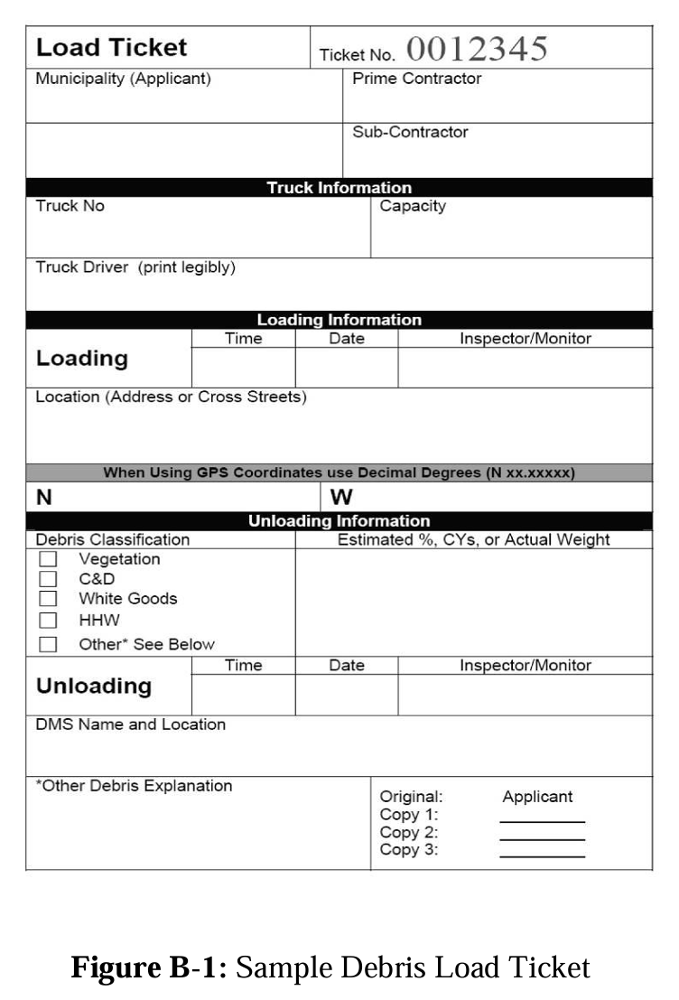 Load Ticket
Ticket No. 0012345
Municipality (Applicant)
Prime Contractor
Sub-Contractor
Truck Information
Truck No
Capacity
Truck Driver (print legibly)
Loading Information
Loading
Time
Date
Inspector/Monitor
Location (Address or Cross Streets)
When Using GPS Coordinates use Decimal Degrees (N xx.xxxxx)
N
W
Unloading Information
Debris Classification
Estimated %, CYs, or Actual Weight
Vegetation
C&D
White Goods
HHW
Other* See Below
Unloading
Time
Date
Inspector/Monitor
DMS Name and Location
*Other Debris Explanation
Original: Applicant
Copy 1:
Copy 2:
Copy 3:
Figure B-1: Sample Debris Load Ticket